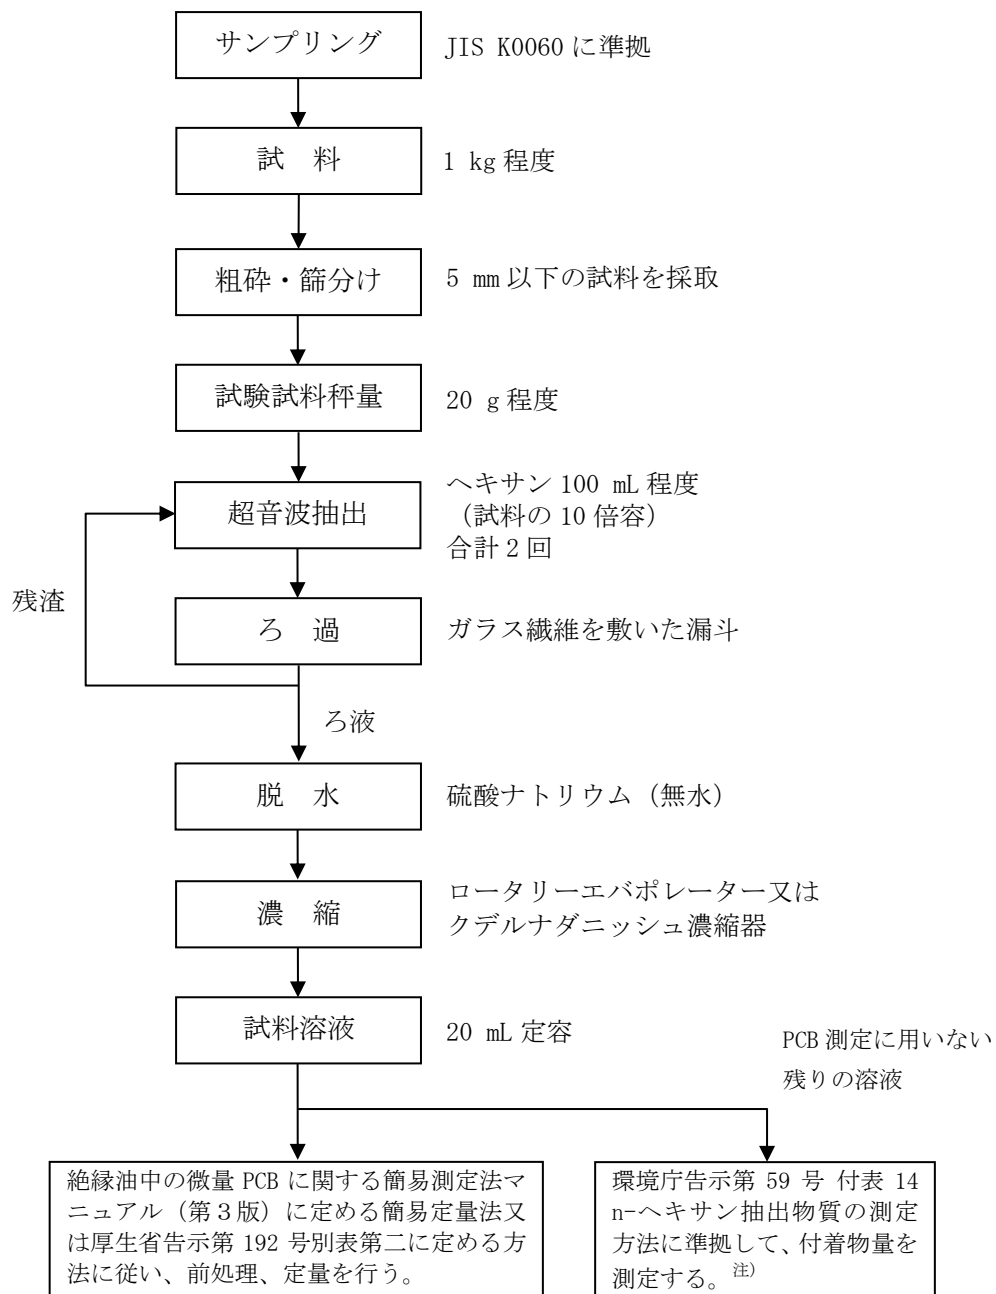 サンプリング
JIS K0060 に準拠
試　料
1 kg 程度
粗砕・篩分け
5 mm 以下の試料を採取
試験試料秤量
20 g 程度
超音波抽出
ヘキサン 100 mL 程度
（試料の 10 倍容）
合計２回
残渣
ろ　過
ガラス繊維を敷いた漏斗
ろ液
脱　水
硫酸ナトリウム（無水）
濃　縮
ロータリーエバポレーター又は
クデルナダニッシュ濃縮器
試料溶液
20 mL 定容
PCB 測定に用いない
残りの溶液
絶縁油中の微量 PCB に関する簡易測定法マ
ニュアル（第３版）に定める簡易定量法又
は厚生省告示第 192 号別表第二に定める方
法に従い、前処理、定量を行う。
環境庁告示第 59 号 付表 14
n-ヘキサン抽出物質の測定
方法に準拠して、付着物量を
測定する。注)